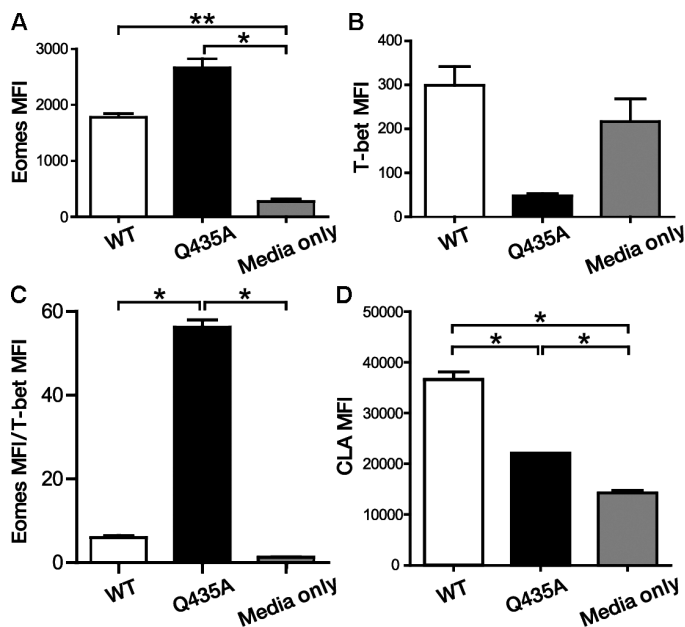 A
**
*
Eomes MFI
3000
2000
1000
0
WT
Q435A
Media only
B
T-bet MFI
400
300
200
100
0
WT
Q435A
Media only
C
*
*
Eomes MFI/T-bet MFI
60
40
20
0
WT
Q435A
Media only
D
*
*
*
CLA MFI
50000
40000
30000
20000
10000
0
WT
Q435A
Media only